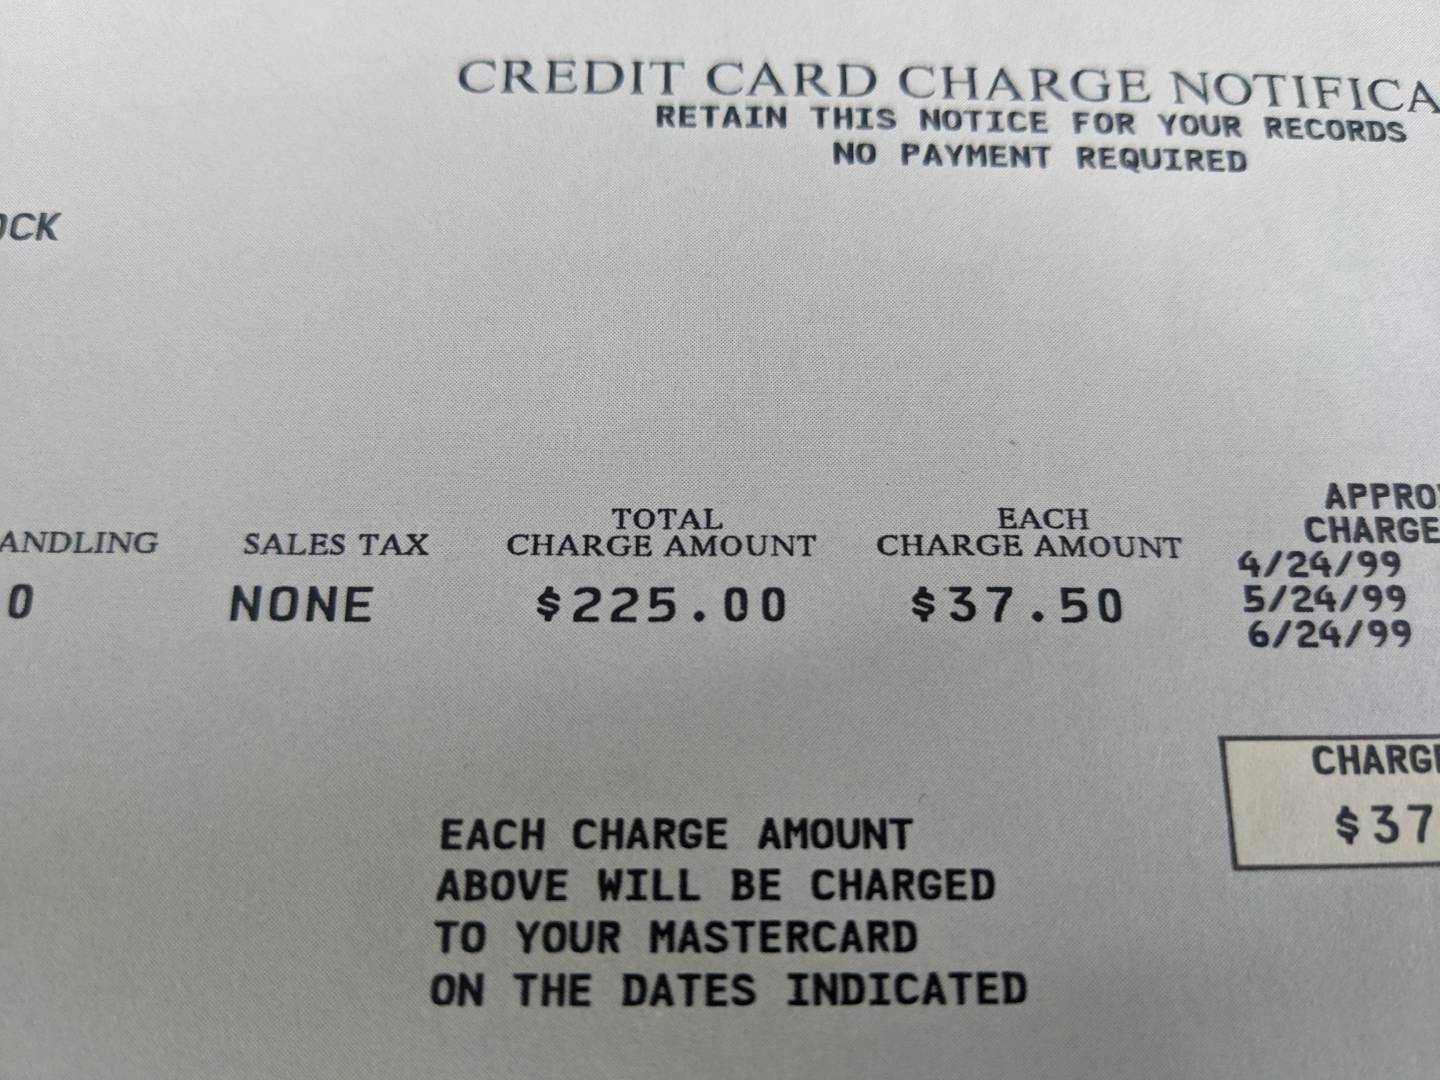 CREDIT CARD CHARGE NOTIFICA
RETAIN THIS NOTICE FOR YOUR RECORDS
NO PAYMENT REQUIRED
OCK
ANDLING
0
SALES TAX
NONE
TOTAL
CHARGE AMOUNT
$225.00
EACH
CHARGE AMOUNT
$37.50
APPRO
CHARGE
4/24/99
5/24/99
6/24/99
CHARGE
$37
EACH CHARGE AMOUNT
ABOVE WILL BE CHARGED
TO YOUR MASTERCARD
ON THE DATES INDICATED